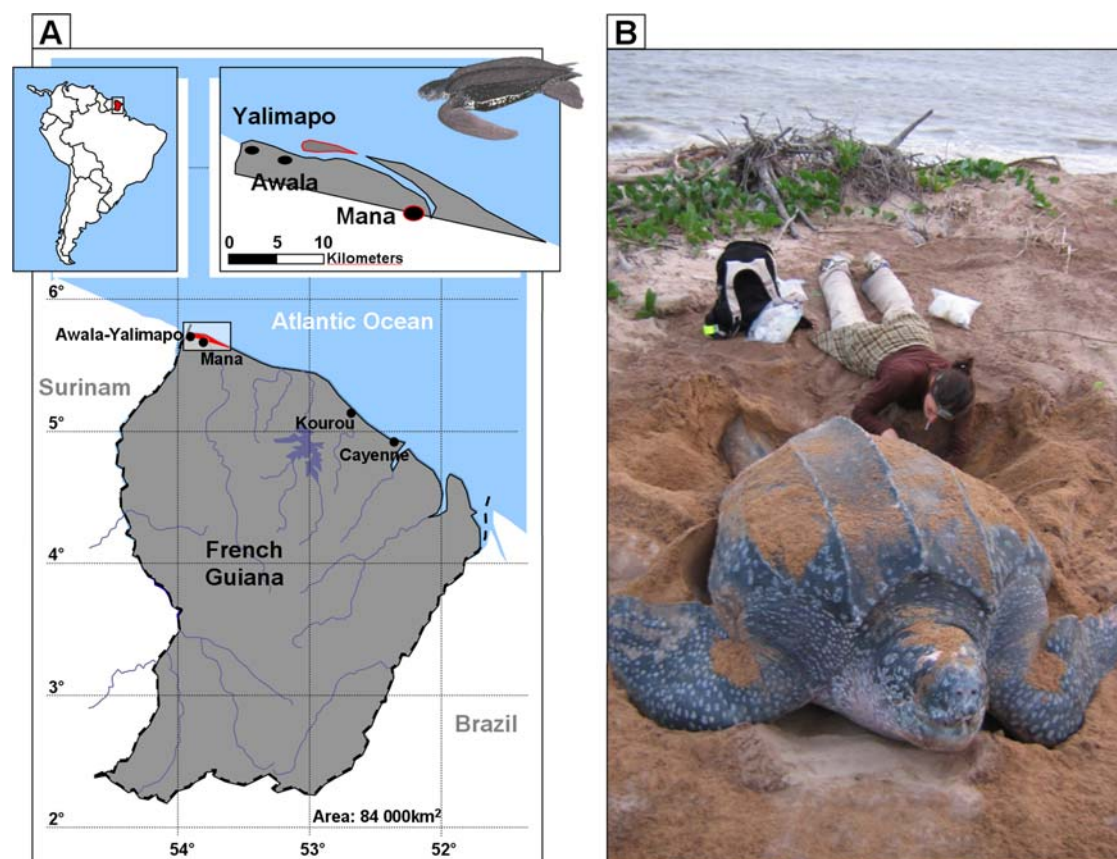 A
Yalimapo
Awala
Mana
0 5 10
Kilometers
6°
Atlantic Ocean
Awala-Yalimapo
Mana
Surinam
5°
Kourou
Cayenne
4°
French
Guiana
3°
Brazil
Area: 84 000km²
2°
54° 53° 52°
B